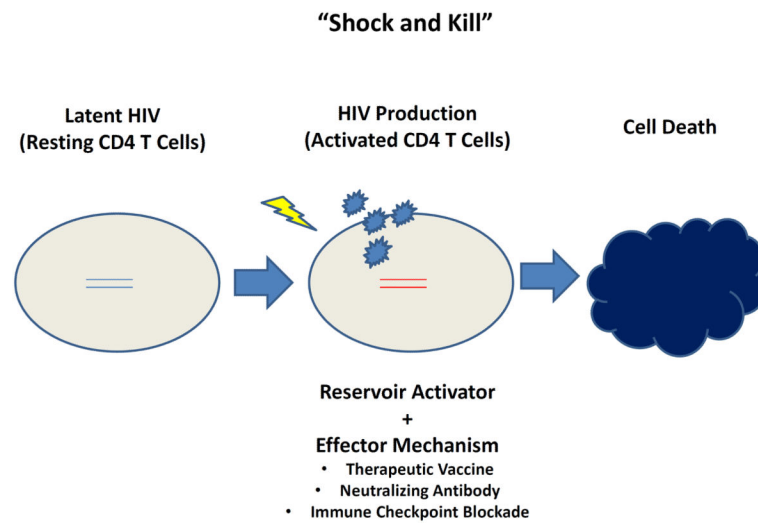 “Shock and Kill”
Latent HIV
(Resting CD4 T Cells)
HIV Production
(Activated CD4 T Cells)
Cell Death
Reservoir Activator
+
Effector Mechanism
• Therapeutic Vaccine
• Neutralizing Antibody
• Immune Checkpoint Blockade